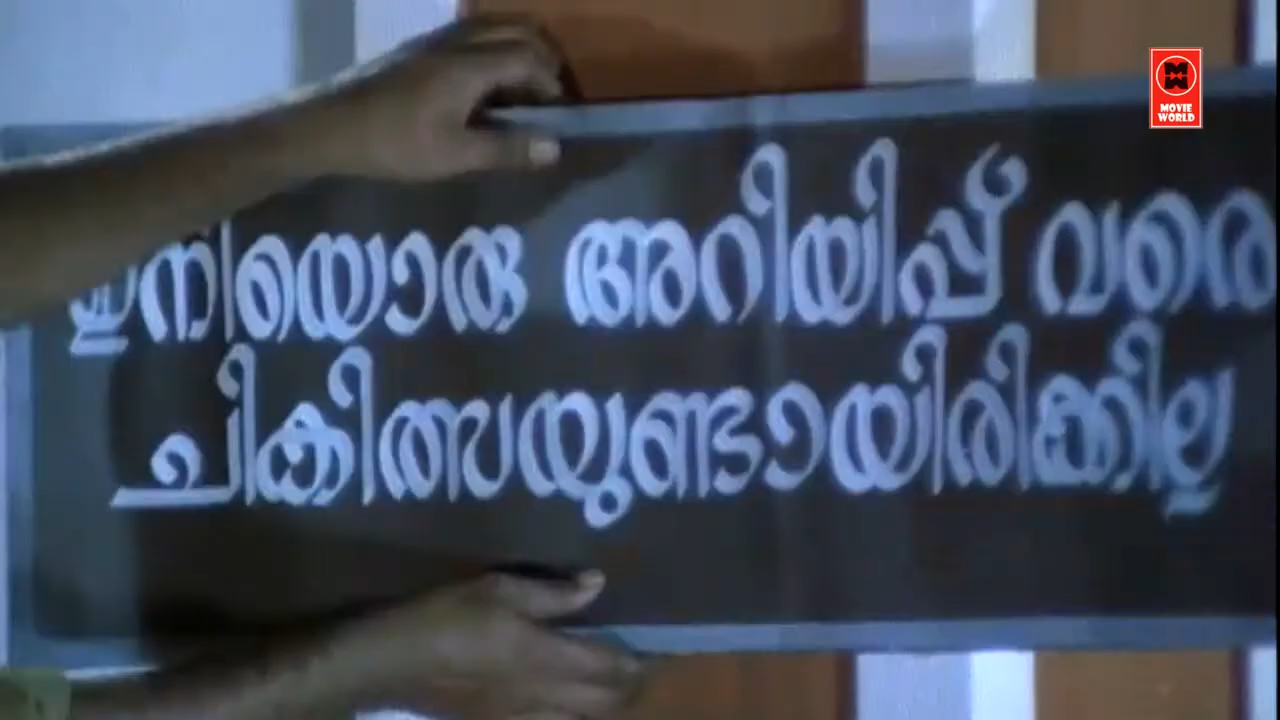 ഇനിയൊരു അറിയിപ്പ് വരെ
ചികിത്സയുണ്ടായിരിക്കില്ല
MOVIE
WORLD